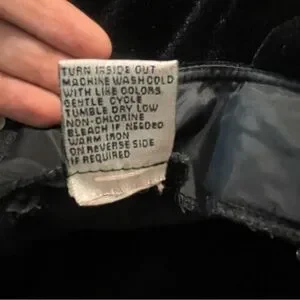 TURN INSIDE OUT
MACHINE WASH COLD
WITH LIKE COLORS
GENTLE CYCLE
TUMBLE DRY LOW
NON-CHLORINE
BLEACH IF NEEDED
WARM IRON
ON REVERSE SIDE
IF REQUIRED